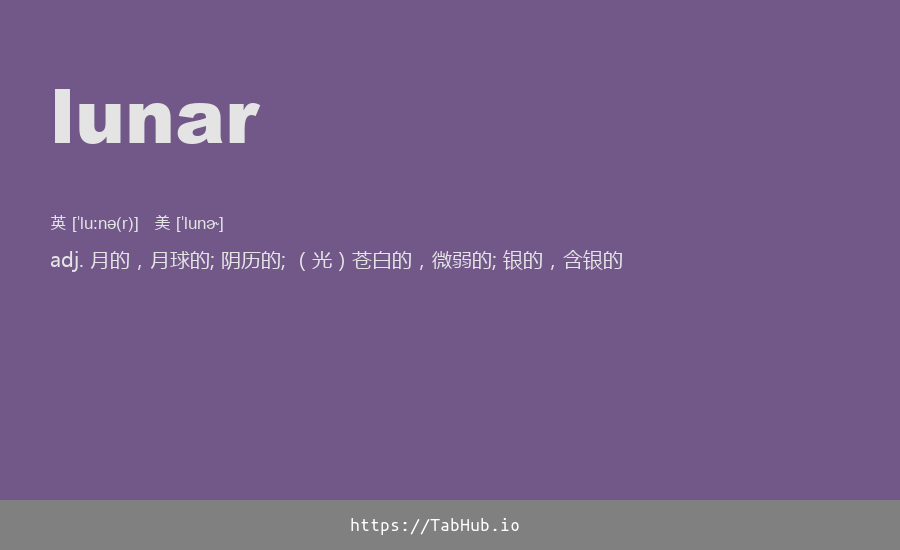 lunar
英 ['lu:nə(r)] 美 ['lunɚ]
adj. 月的，月球的; 阴历的; （光）苍白的，微弱的; 银的，含银的
https://TabHub.io